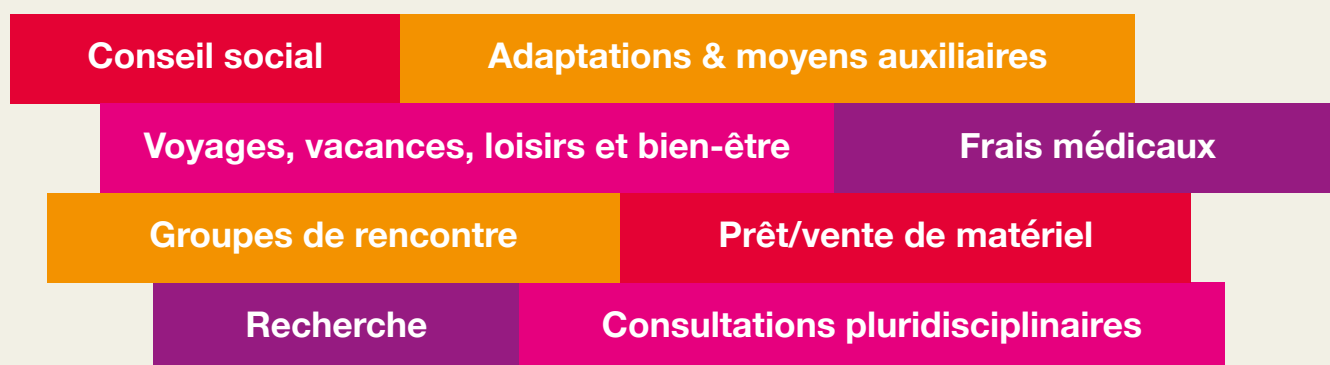 Conseil social
Adaptations & moyens auxiliaires
Voyages, vacances, loisirs et bien-être
Frais médicaux
Groupes de rencontre
Prêt/vente de matériel
Recherche
Consultations pluridisciplinaires